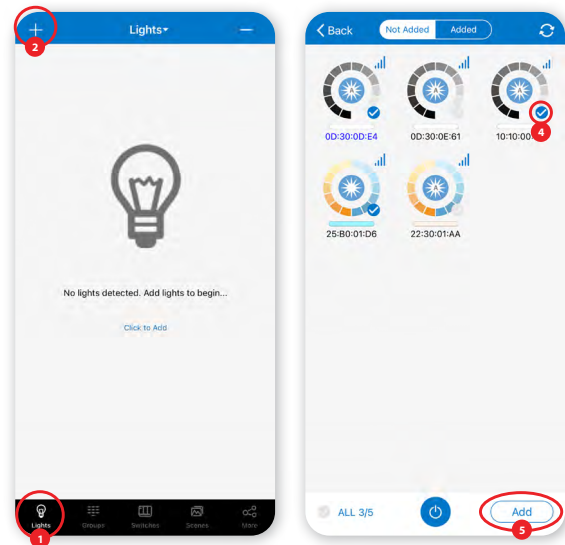 Lights
2
No lights detected. Add lights to begin...
Click to Add
Lights Groups Switches Scenes More
1
Back Not Added Added
0D:30:0D:E4 0D:30:0E:61 10:10:00
4
25:B0:01:D6 22:30:01:AA
ALL 3/5 Add
5